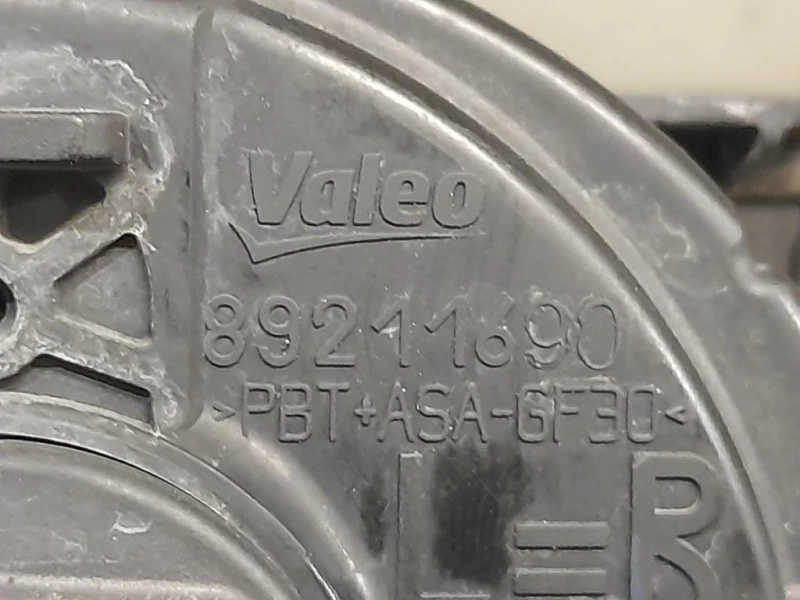 Valeo
89211690
>PBT+ASA-GF30<
L=R